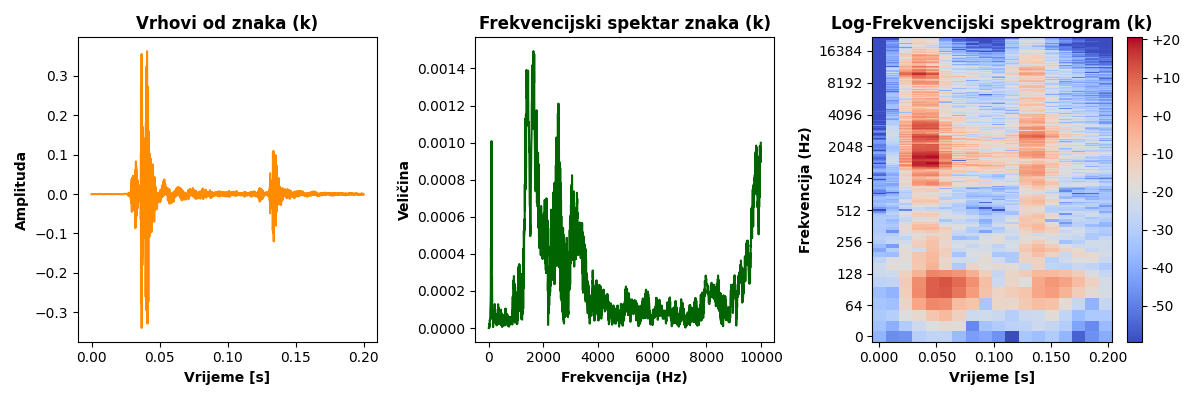 Vrhovi od znaka (k)
Amplituda
0.3
0.2
0.1
0.0
−0.1
−0.2
−0.3
0.00 0.05 0.10 0.15 0.20
Vrijeme [s]
Frekvencijski spektar znaka (k)
Veličina
0.0014
0.0012
0.0010
0.0008
0.0006
0.0004
0.0002
0.0000
0 2000 4000 6000 8000 10000
Frekvencija (Hz)
Log-Frekvencijski spektrogram (k)
Frekvencija (Hz)
16384
8192
4096
2048
1024
512
256
128
64
0
0.000 0.050 0.100 0.150 0.200
Vrijeme [s]
+20
+10
+0
−10
−20
−30
−40
−50